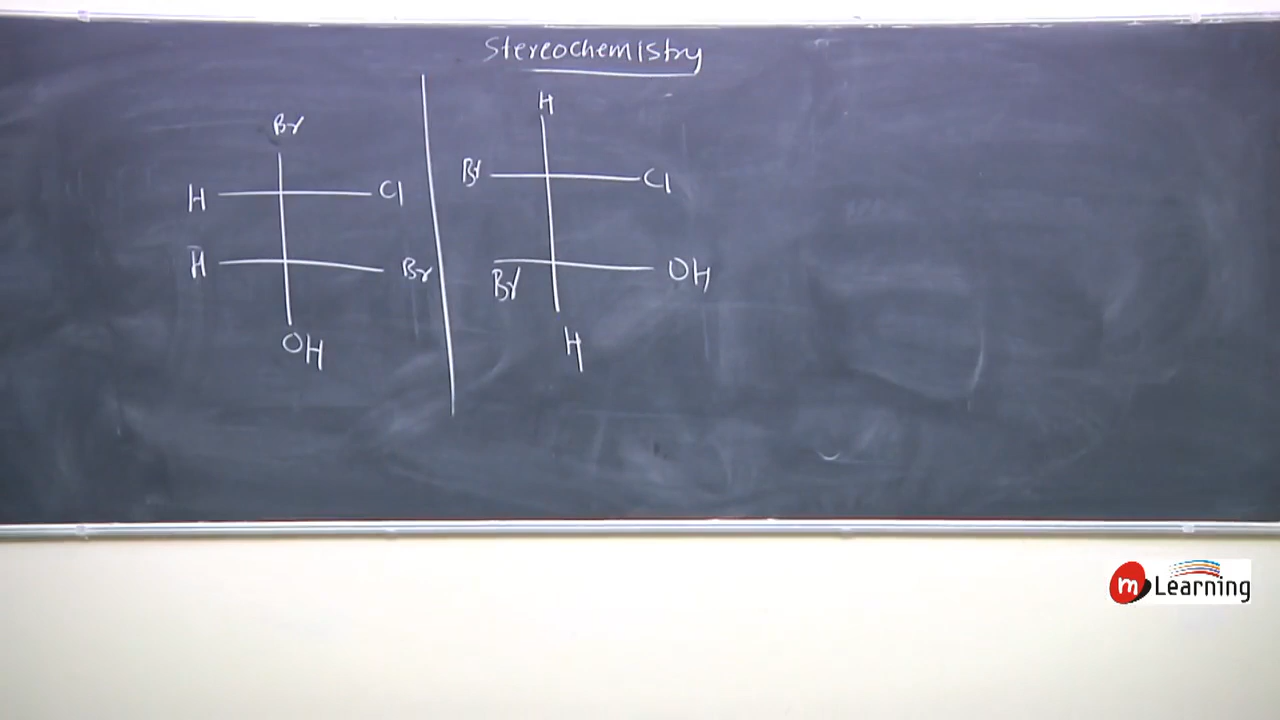 Stereochemistry
Br
H Cl
H Br
OH
H
Br Cl
Br OH
H
m Learning